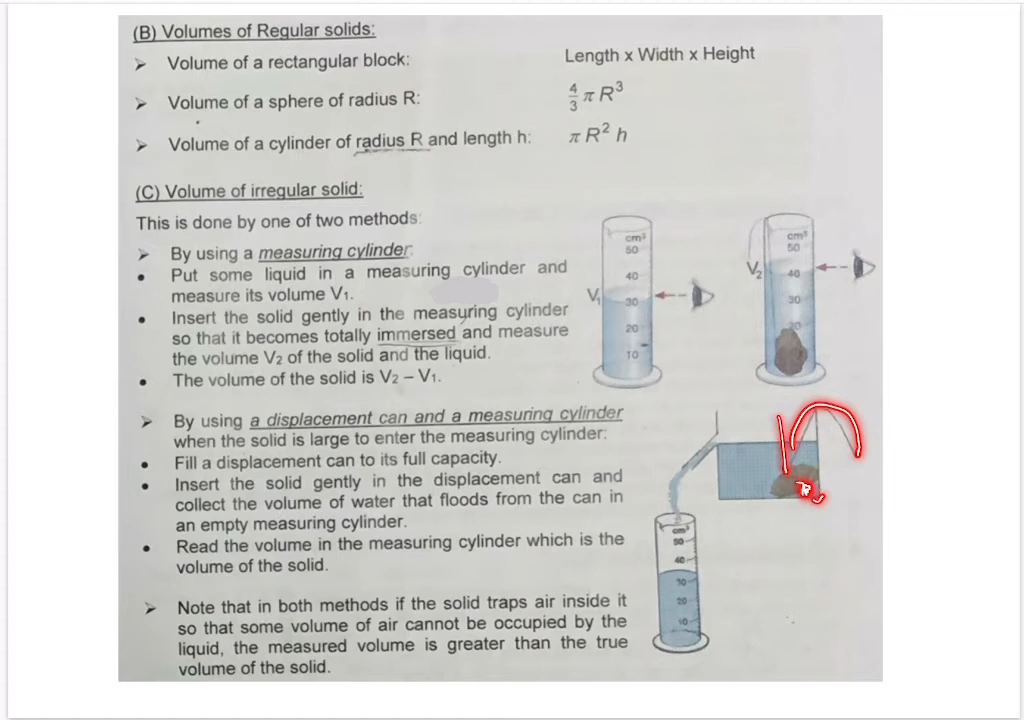 (B) Volumes of Regular solids:
➢ Volume of a rectangular block: Length x Width x Height
➢ Volume of a sphere of radius R: 4/3 π R³
➢ Volume of a cylinder of radius R and length h: π R² h
(C) Volume of irregular solid:
This is done by one of two methods:
➢ By using a measuring cylinder:
• Put some liquid in a measuring cylinder and
measure its volume V₁.
• Insert the solid gently in the measuring cylinder
so that it becomes totally immersed and measure
the volume V₂ of the solid and the liquid.
• The volume of the solid is V₂ – V₁.
cm³
50
40
V₁ 30
20
10
cm³
50
V₂ 40
30
20
➢ By using a displacement can and a measuring cylinder
when the solid is large to enter the measuring cylinder:
• Fill a displacement can to its full capacity.
• Insert the solid gently in the displacement can and
collect the volume of water that floods from the can in
an empty measuring cylinder.
• Read the volume in the measuring cylinder which is the
volume of the solid.
cm³
50
40
30
20
10
➢ Note that in both methods if the solid traps air inside it
so that some volume of air cannot be occupied by the
liquid, the measured volume is greater than the true
volume of the solid.